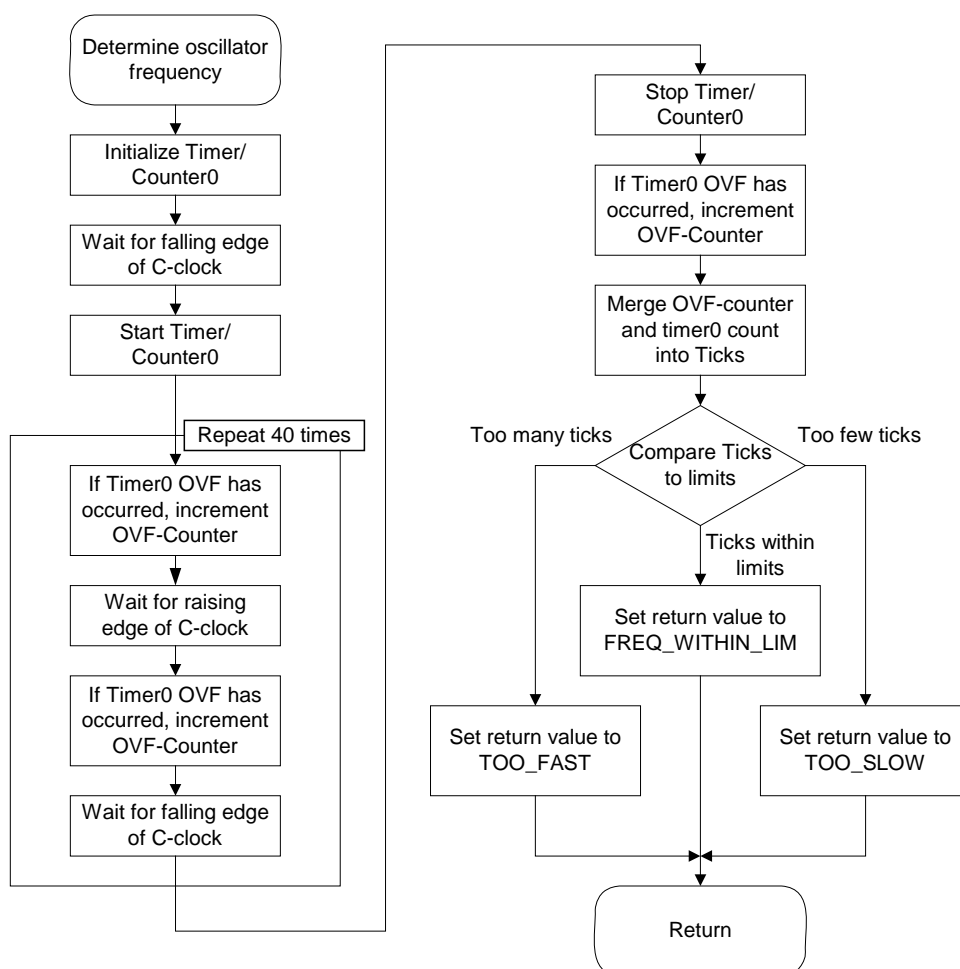 Determine oscillator
frequency
Initialize Timer/
Counter0
Wait for falling edge
of C-clock
Start Timer/
Counter0
Repeat 40 times
If Timer0 OVF has
occurred, increment
OVF-Counter
Wait for raising
edge of C-clock
If Timer0 OVF has
occurred, increment
OVF-Counter
Wait for falling edge
of C-clock
Stop Timer/
Counter0
If Timer0 OVF has
occurred, increment
OVF-Counter
Merge OVF-counter
and timer0 count
into Ticks
Too many ticks
Compare Ticks
to limits
Too few ticks
Ticks within
limits
Set return value to
FREQ_WITHIN_LIM
Set return value to
TOO_FAST
Set return value to
TOO_SLOW
Return